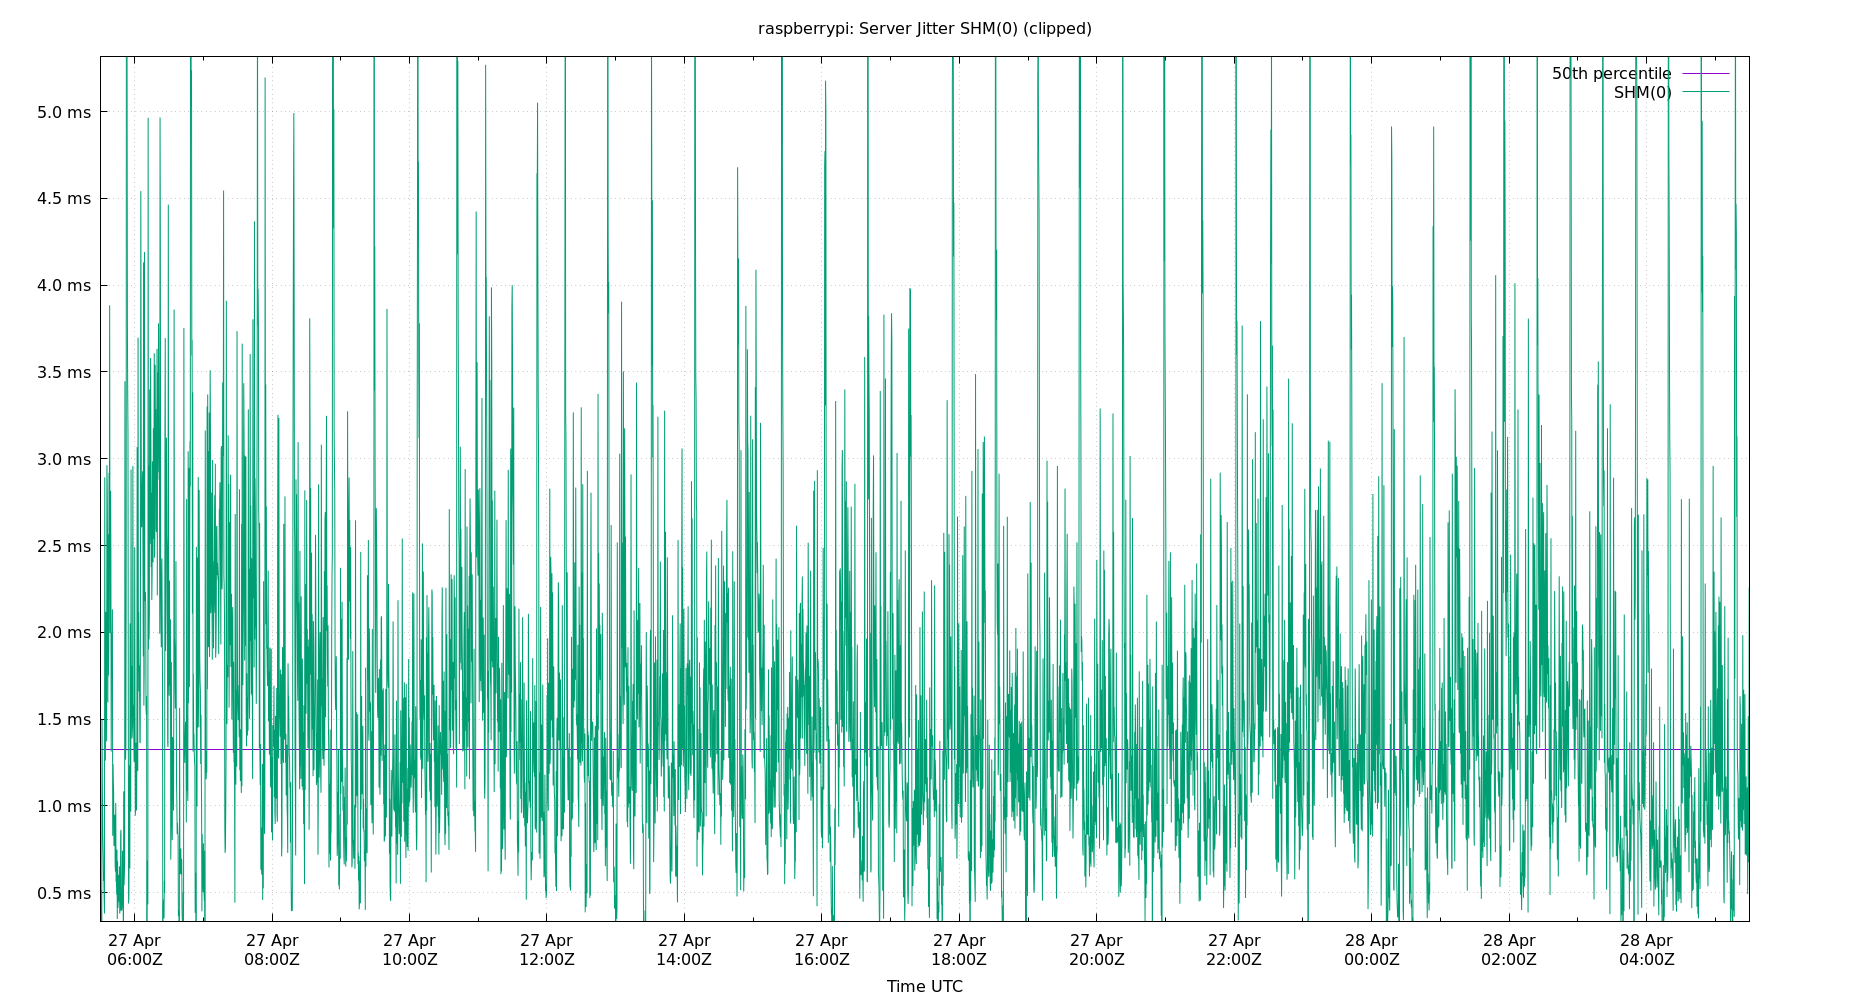 raspberrypi: Server Jitter SHM(0) (clipped)
50th percentile
SHM(0)
5.0 ms
4.5 ms
4.0 ms
3.5 ms
3.0 ms
2.5 ms
2.0 ms
1.5 ms
1.0 ms
0.5 ms
27 Apr 27 Apr 27 Apr 27 Apr 27 Apr 27 Apr 27 Apr 27 Apr 27 Apr 28 Apr 28 Apr 28 Apr
06:00Z 08:00Z 10:00Z 12:00Z 14:00Z 16:00Z 18:00Z 20:00Z 22:00Z 00:00Z 02:00Z 04:00Z
Time UTC